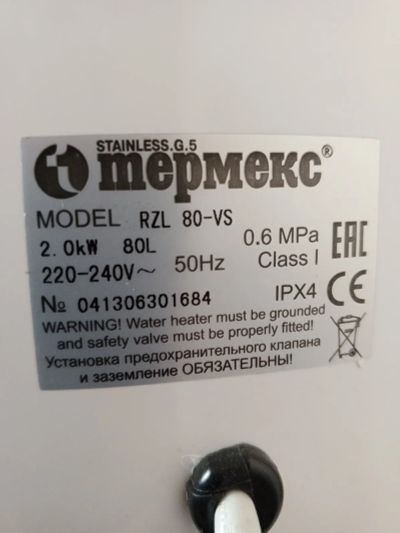 STAINLESS.G.5
термекс®
MODEL RZL 80-VS
2.0kW 80L 0.6 MPa
220-240V~ 50Hz Class I
EAC
№ 041306301684 IPX4 CE
WARNING! Water heater must be grounded
and safety valve must be properly fitted!
Установка предохранительного клапана
и заземление ОБЯЗАТЕЛЬНЫ!